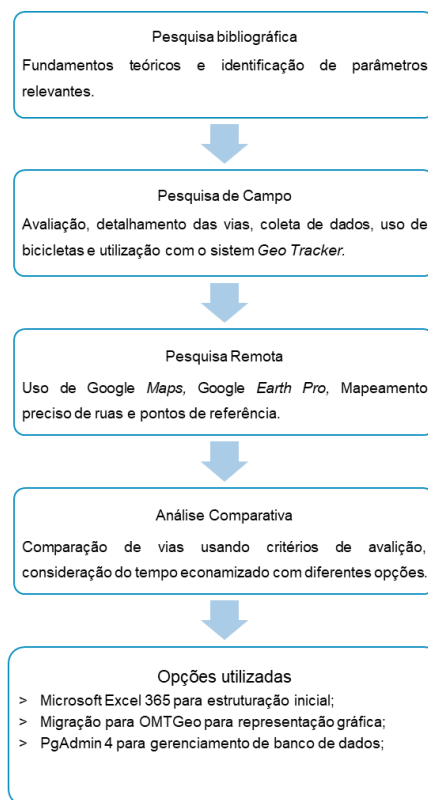 Pesquisa bibliográfica
Fundamentos teóricos e identificação de parâmetros
relevantes.
Pesquisa de Campo
Avaliação, detalhamento das vias, coleta de dados, uso de
bicicletas e utilização com o sistem Geo Tracker.
Pesquisa Remota
Uso de Google Maps, Google Earth Pro, Mapeamento
preciso de ruas e pontos de referência.
Análise Comparativa
Comparação de vias usando critérios de avalição,
consideração do tempo econamizado com diferentes opções.
Opções utilizadas
> Microsoft Excel 365 para estruturação inicial;
> Migração para OMTGeo para representação gráfica;
> PgAdmin 4 para gerenciamento de banco de dados;